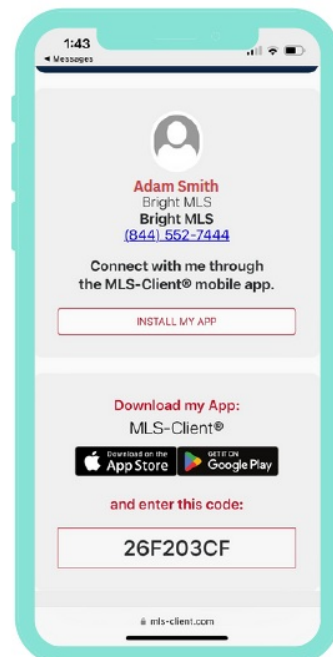 1:43
◄ Messages
Adam Smith
Bright MLS
Bright MLS
(844) 552-7444
Connect with me through
the MLS-Client® mobile app.
INSTALL MY APP
Download my App:
MLS-Client®
Download on the
App Store
GET IT ON
Google Play
and enter this code:
26F203CF
mls-client.com